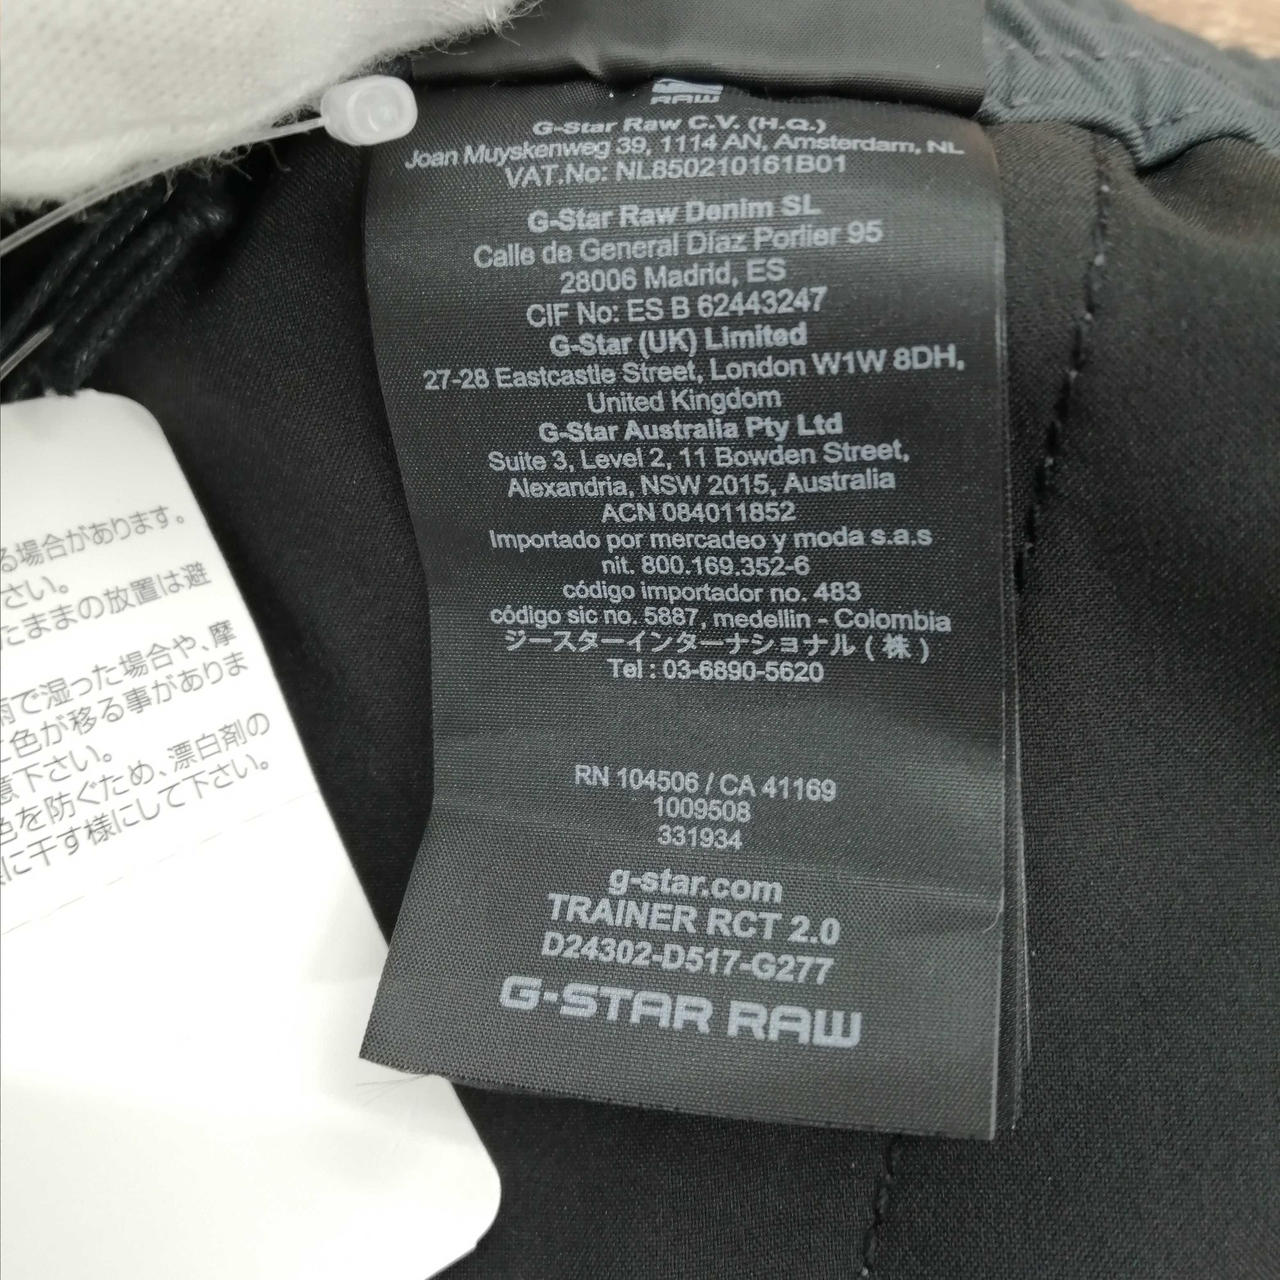 RAW
G-Star Raw C.V. (H.Q.)
Joan Muyskenweg 39, 1114 AN, Amsterdam, NL
VAT.No: NL850210161B01
G-Star Raw Denim SL
Calle de General Díaz Porlier 95
28006 Madrid, ES
CIF No: ES B 62443247
G-Star (UK) Limited
27-28 Eastcastle Street, London W1W 8DH,
United Kingdom
G-Star Australia Pty Ltd
Suite 3, Level 2, 11 Bowden Street,
Alexandria, NSW 2015, Australia
ACN 084011852
Importado por mercadeo y moda s.a.s
nit. 800.169.352-6
código importador no. 483
código sic no. 5887, medellin - Colombia
ジースターインターナショナル ( 株 )
Tel : 03-6890-5620
RN 104506 / CA 41169
1009508
331934
g-star.com
TRAINER RCT 2.0
D24302-D517-G277
G-STAR RAW
る場合があります。
さい。
たままの放置は避
雨で湿った場合や、摩
と色が移る事がありま
意下さい。
色を防ぐため、漂白剤の
に干す様にして下さい。